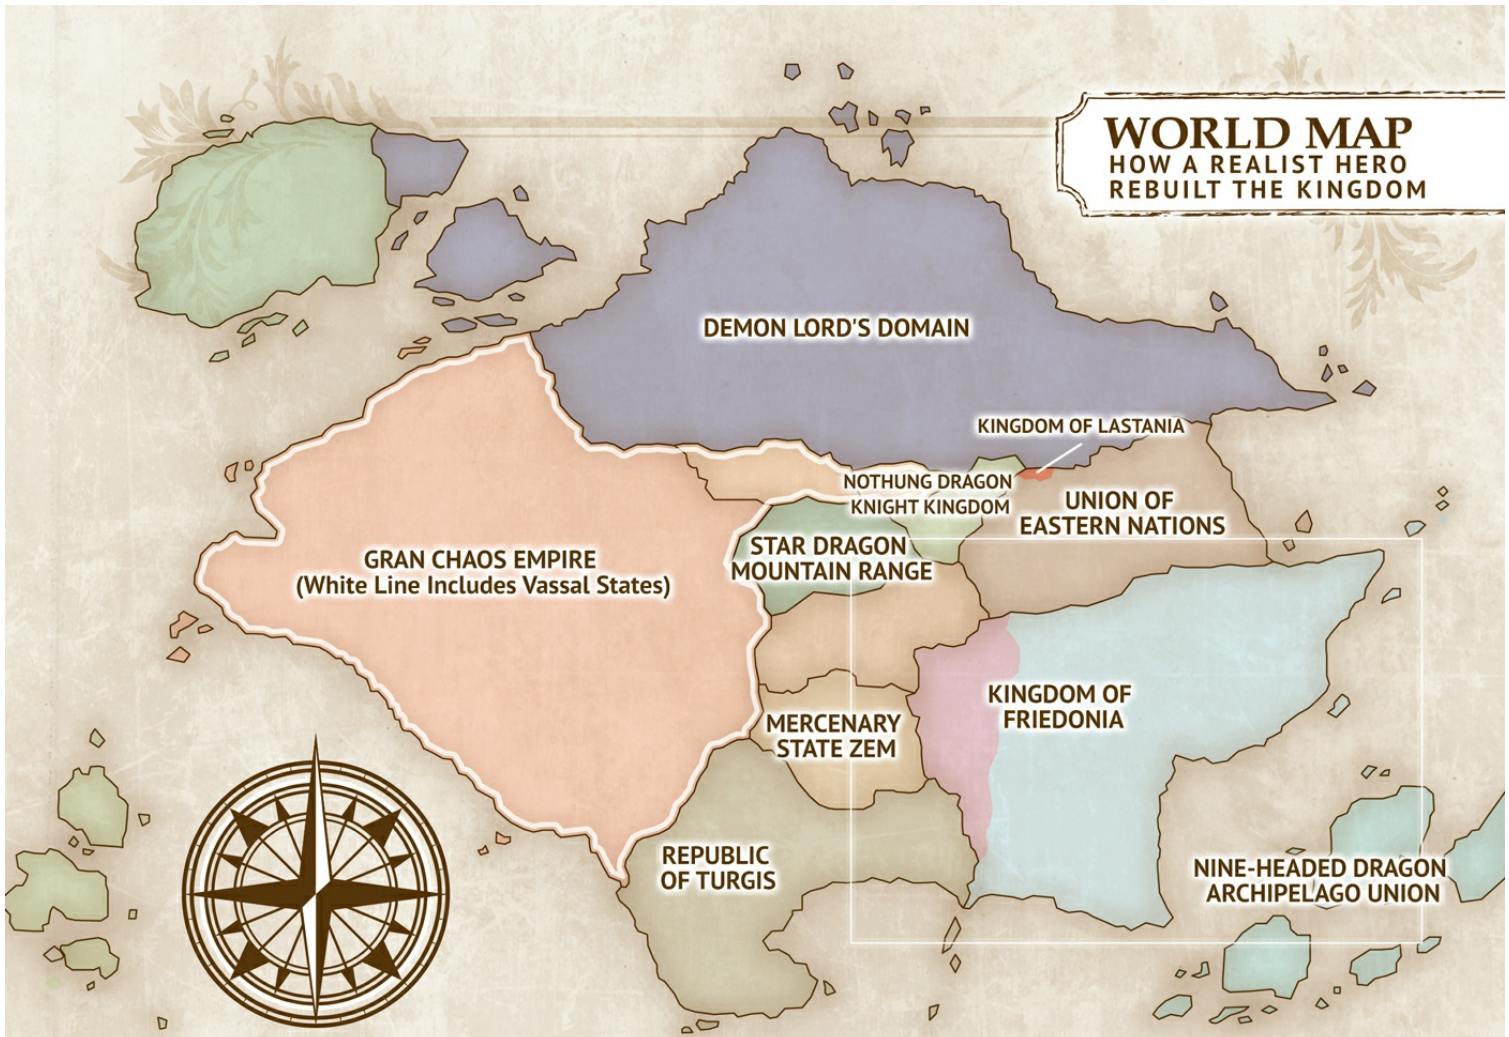 WORLD MAP
HOW A REALIST HERO
REBUILT THE KINGDOM
DEMON LORD'S DOMAIN
KINGDOM OF LASTANIA
NOTHUNG DRAGON
KNIGHT KINGDOM
UNION OF
EASTERN NATIONS
GRAN CHAOS EMPIRE
(White Line Includes Vassal States)
STAR DRAGON
MOUNTAIN RANGE
KINGDOM OF
FRIEDONIA
MERCENARY
STATE ZEM
REPUBLIC
OF TURGIS
NINE-HEADED DRAGON
ARCHIPELAGO UNION